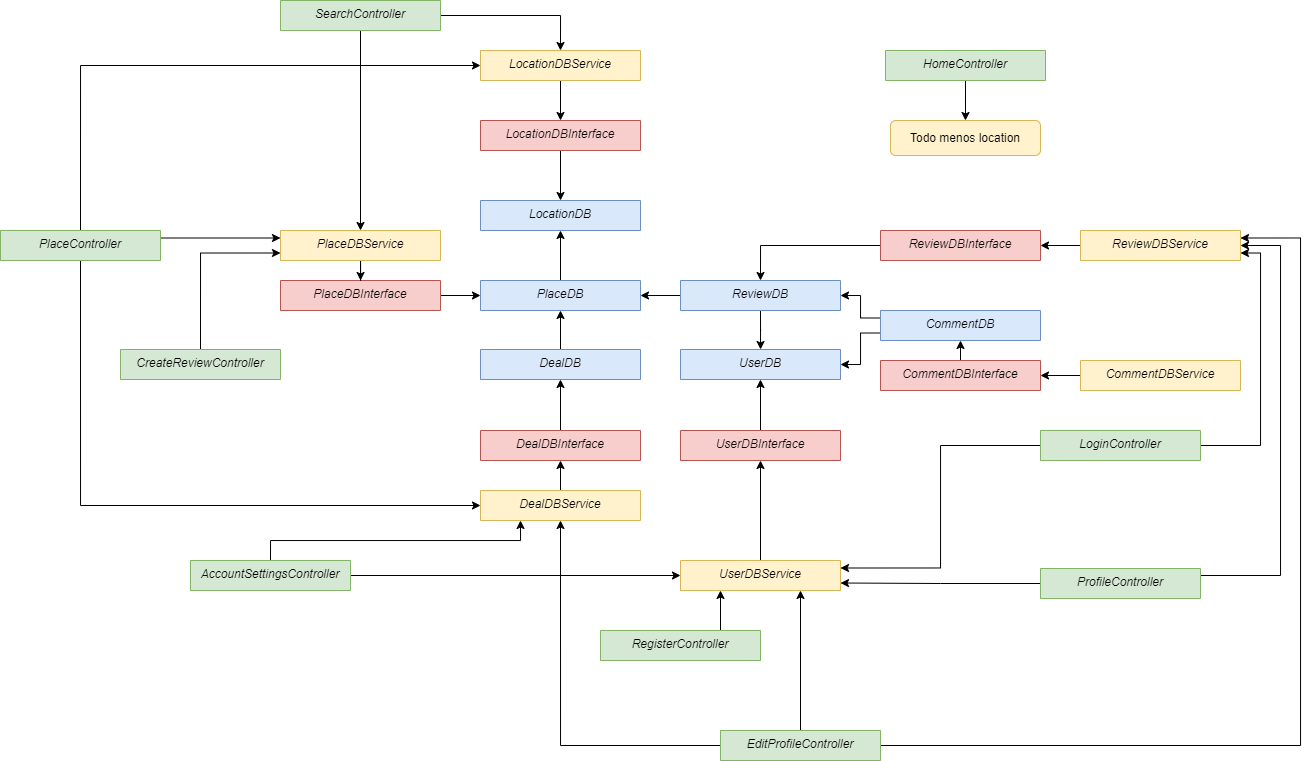 SearchController
LocationDBService
HomeController
LocationDBInterface
Todo menos location
LocationDB
PlaceController
PlaceDBService
ReviewDBInterface
ReviewDBService
PlaceDBInterface
PlaceDB
ReviewDB
CommentDB
CreateReviewController
DealDB
UserDB
CommentDBInterface
CommentDBService
DealDBInterface
UserDBInterface
LoginController
DealDBService
AccountSettingsController
UserDBService
ProfileController
RegisterController
EditProfileController